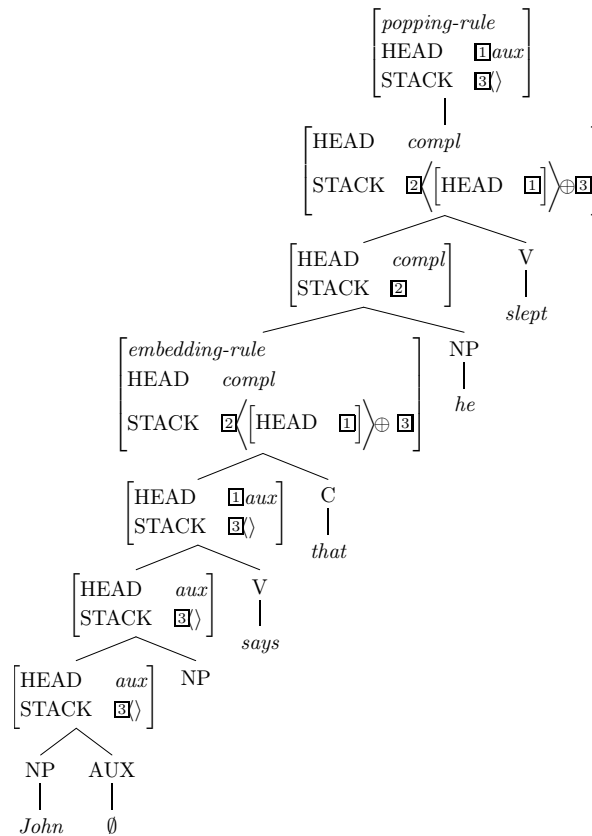 popping-rule
HEAD 1 aux
STACK 3 ⟨⟩
HEAD compl
STACK 2 ⟨[HEAD 1]⟩ ⊕ 3
HEAD compl V
STACK 2
slept
embedding-rule NP
HEAD compl
he
STACK 2 ⟨[HEAD 1]⟩ ⊕ 3
HEAD 1 aux C
STACK 3 ⟨⟩
that
HEAD aux V
STACK 3 ⟨⟩
says
HEAD aux NP
STACK 3 ⟨⟩
NP AUX
John ∅